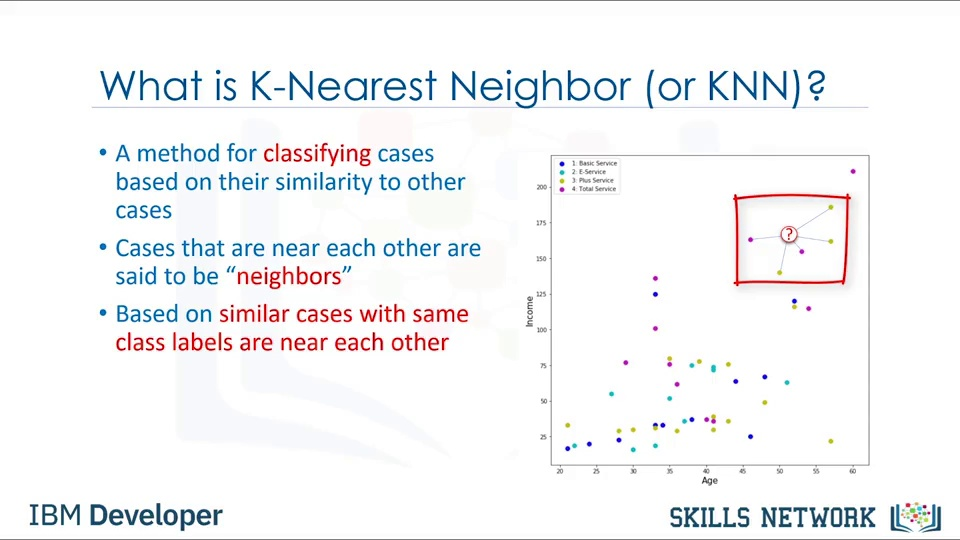 What is K-Nearest Neighbor (or KNN)?
• A method for classifying cases
based on their similarity to other
cases
• Cases that are near each other are
said to be “neighbors”
• Based on similar cases with same
class labels are near each other
1: Basic Service
2: E-Service
3: Plus Service
4: Total Service
?
Income
200
175
150
125
100
75
50
25
20 25 30 35 40 45 50 55 60
Age
IBM Developer
SKILLS NETWORK